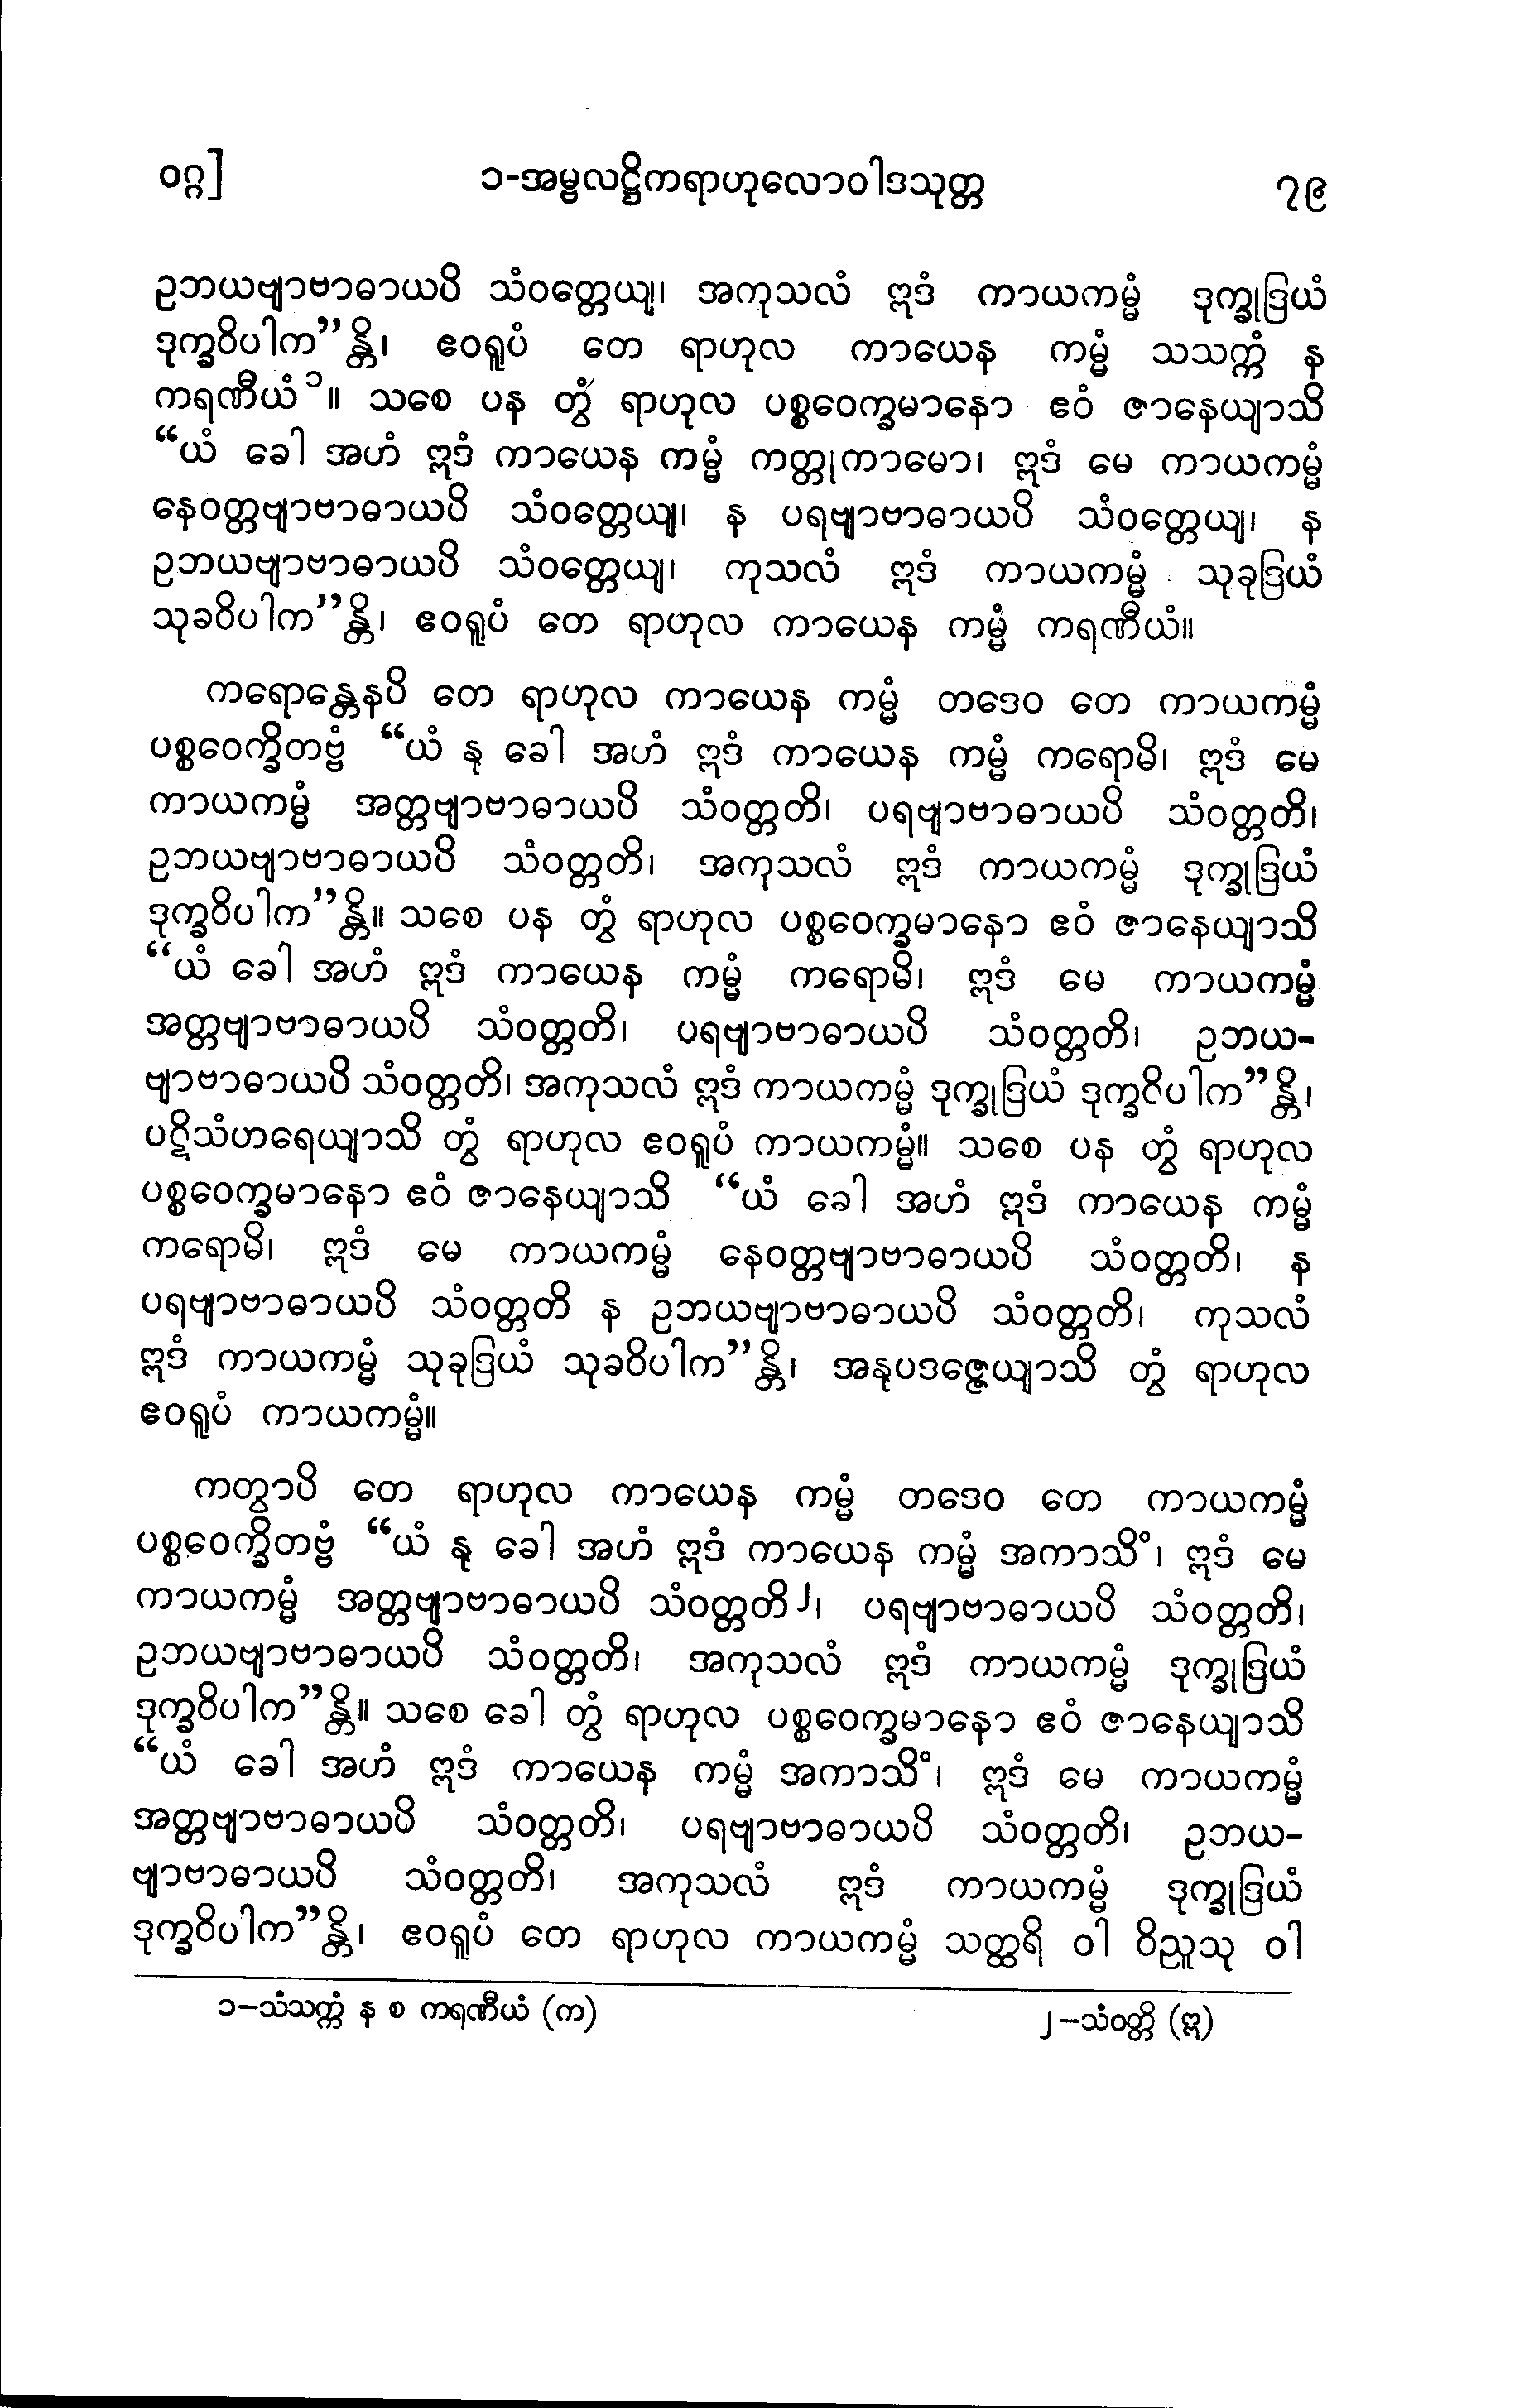 ဝဂ္ဂ]
၁-အမ္ဗလဋ္ဌိကရာဟုလောဝါဒသုတ္တ
၇၉
ဥဘယဗျာဗာဓာယပိ သံဝတ္တေယျ၊ အကုသလံ ဣဒံ ကာယကမ္မံ ဒုက္ခုဒြယံ
ဒုက္ခဝိပါက”န္တိ၊ ဧဝရူပံ တေ ရာဟုလ ကာယေန ကမ္မံ သသက္ကံ န
ကရဏီယံ၁။ သစေ ပန တွံ ရာဟုလ ပစ္စဝေက္ခမာနော ဧဝံ ဇာနေယျာသိ
“ယံ ခေါ အဟံ ဣဒံ ကာယေန ကမ္မံ ကတ္တုကာမော၊ ဣဒံ မေ ကာယကမ္မံ
နေဝတ္တဗျာဗာဓာယပိ သံဝတ္တေယျ၊ န ပရဗျာဗာဓာယပိ သံဝတ္တေယျ၊ န
ဥဘယဗျာဗာဓာယပိ သံဝတ္တေယျ၊ ကုသလံ ဣဒံ ကာယကမ္မံ သုခုဒြယံ
သုခဝိပါက”န္တိ၊ ဧဝရူပံ တေ ရာဟုလ ကာယေန ကမ္မံ ကရဏီယံ။
ကရောန္တေနပိ တေ ရာဟုလ ကာယေန ကမ္မံ တဒေဝ တေ ကာယကမ္မံ
ပစ္စဝေက္ခိတဗ္ဗံ “ယံ နု ခေါ အဟံ ဣဒံ ကာယေန ကမ္မံ ကရောမိ၊ ဣဒံ မေ
ကာယကမ္မံ အတ္တဗျာဗာဓာယပိ သံဝတ္တတိ၊ ပရဗျာဗာဓာယပိ သံဝတ္တတိ၊
ဥဘယဗျာဗာဓာယပိ သံဝတ္တတိ၊ အကုသလံ ဣဒံ ကာယကမ္မံ ဒုက္ခုဒြယံ
ဒုက္ခဝိပါက”န္တိ။ သစေ ပန တွံ ရာဟုလ ပစ္စဝေက္ခမာနော ဧဝံ ဇာနေယျာသိ
“ယံ ခေါ အဟံ ဣဒံ ကာယေန ကမ္မံ ကရောမိ၊ ဣဒံ မေ ကာယကမ္မံ
အတ္တဗျာဗာဓာယပိ သံဝတ္တတိ၊ ပရဗျာဗာဓာယပိ သံဝတ္တတိ၊ ဥဘယ-
ဗျာဗာဓာယပိ သံဝတ္တတိ၊ အကုသလံ ဣဒံ ကာယကမ္မံ ဒုက္ခုဒြယံ ဒုက္ခဝိပါက”န္တိ၊
ပဋိသံဟရေယျာသိ တွံ ရာဟုလ ဧဝရူပံ ကာယကမ္မံ။ သစေ ပန တွံ ရာဟုလ
ပစ္စဝေက္ခမာနော ဧဝံ ဇာနေယျာသိ “ယံ ခေါ အဟံ ဣဒံ ကာယေန ကမ္မံ
ကရောမိ၊ ဣဒံ မေ ကာယကမ္မံ နေဝတ္တဗျာဗာဓာယပိ သံဝတ္တတိ၊ န
ပရဗျာဗာဓာယပိ သံဝတ္တတိ န ဥဘယဗျာဗာဓာယပိ သံဝတ္တတိ၊ ကုသလံ
ဣဒံ ကာယကမ္မံ သုခုဒြယံ သုခဝိပါက”န္တိ၊ အနုပဒဇ္ဇေယျာသိ တွံ ရာဟုလ
ဧဝရူပံ ကာယကမ္မံ။
ကတွာပိ တေ ရာဟုလ ကာယေန ကမ္မံ တဒေဝ တေ ကာယကမ္မံ
ပစ္စဝေက္ခိတဗ္ဗံ “ယံ နု ခေါ အဟံ ဣဒံ ကာယေန ကမ္မံ အကာသိံ၊ ဣဒံ မေ
ကာယကမ္မံ အတ္တဗျာဗာဓာယပိ သံဝတ္တတိ၂၊ ပရဗျာဗာဓာယပိ သံဝတ္တတိ၊
ဥဘယဗျာဗာဓာယပိ သံဝတ္တတိ၊ အကုသလံ ဣဒံ ကာယကမ္မံ ဒုက္ခုဒြယံ
ဒုက္ခဝိပါက”န္တိ။ သစေ ခေါ တွံ ရာဟုလ ပစ္စဝေက္ခမာနော ဧဝံ ဇာနေယျာသိ
“ယံ ခေါ အဟံ ဣဒံ ကာယေန ကမ္မံ အကာသိံ၊ ဣဒံ မေ ကာယကမ္မံ
အတ္တဗျာဗာဓာယပိ သံဝတ္တတိ၊ ပရဗျာဗာဓာယပိ သံဝတ္တတိ၊ ဥဘယ-
ဗျာဗာဓာယပိ သံဝတ္တတိ၊ အကုသလံ ဣဒံ ကာယကမ္မံ ဒုက္ခုဒြယံ
ဒုက္ခဝိပါက”န္တိ၊ ဧဝရူပံ တေ ရာဟုလ ကာယကမ္မံ သတ္ထရိ ဝါ ဝိညူသု ဝါ
၁-သံသက္ကံ န စ ကရဏီယံ (က)
၂-သံဝတ္တိ (ဣ)